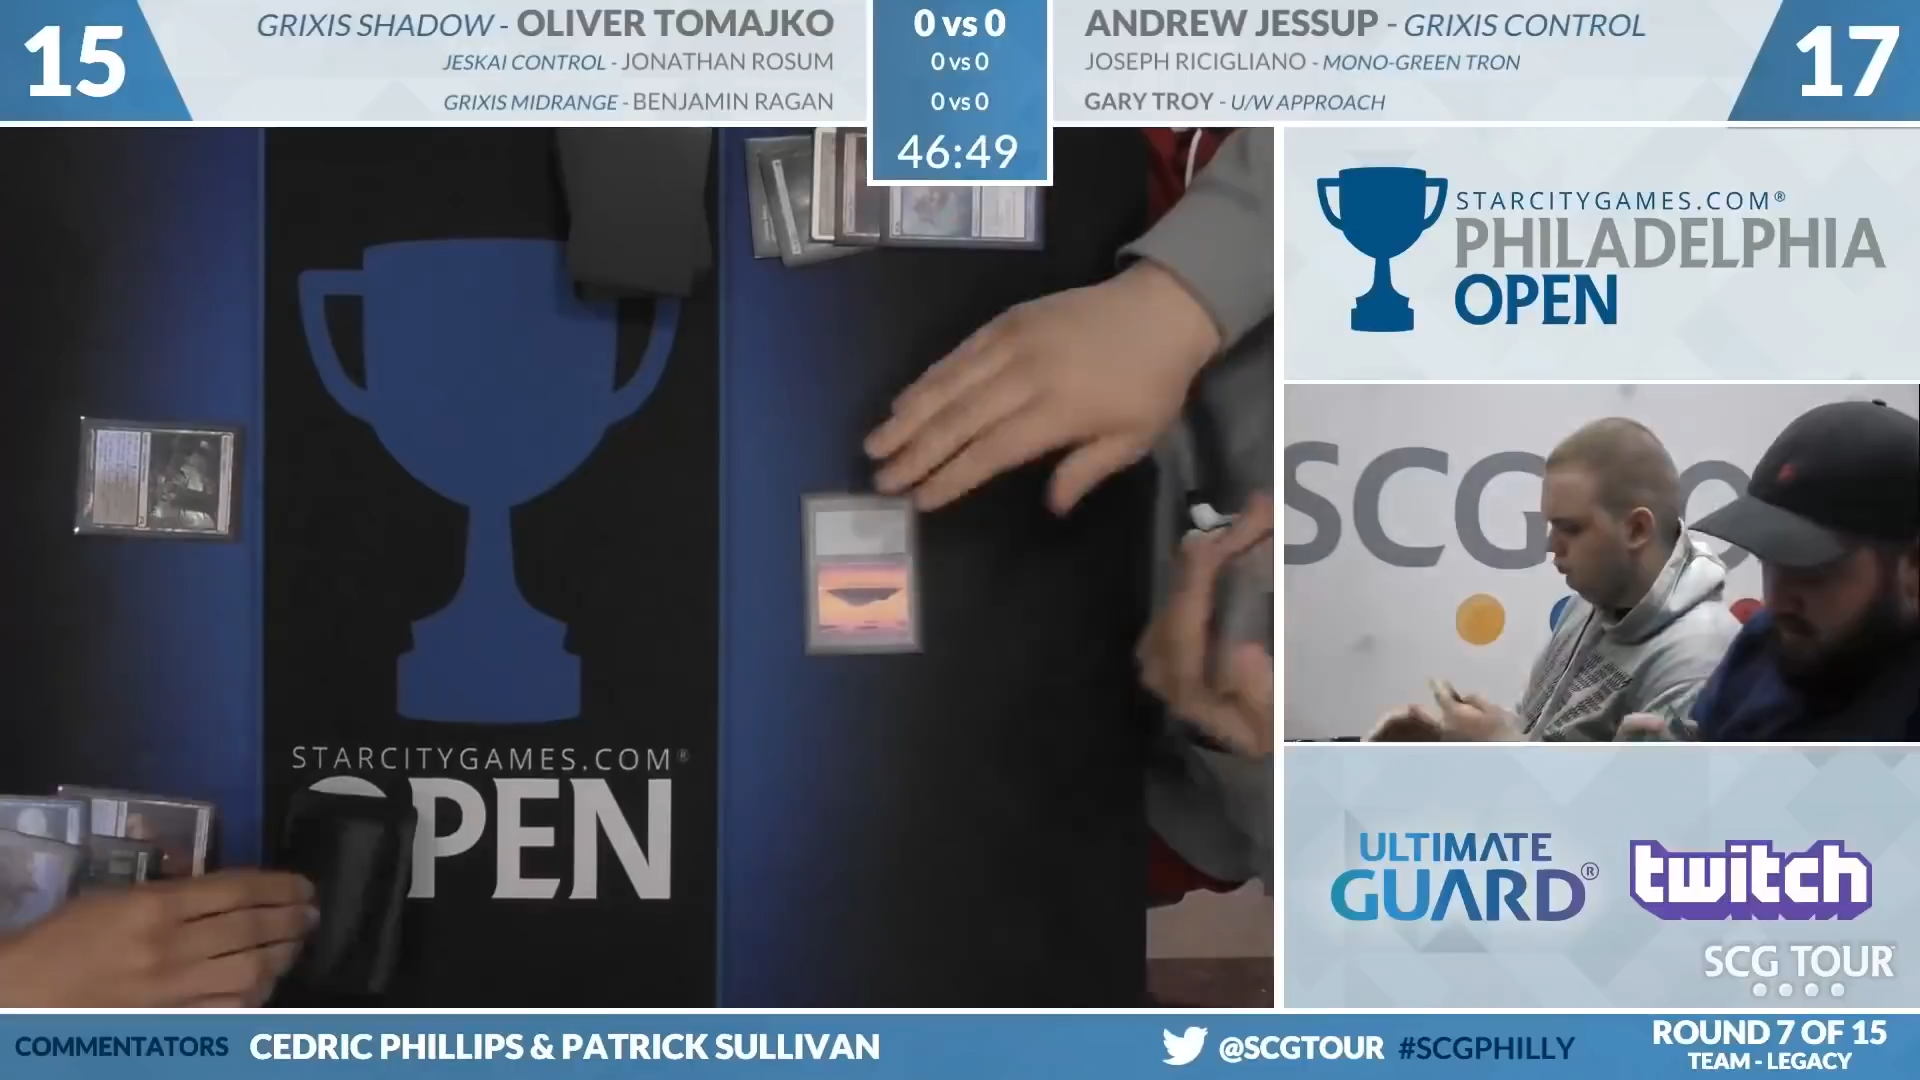 15
GRIXIS SHADOW - OLIVER TOMAJKO
JESKAI CONTROL - JONATHAN ROSUM
GRIXIS MIDRANGE - BENJAMIN RAGAN
0 vs 0
0 vs 0
0 vs 0
46:49
ANDREW JESSUP - GRIXIS CONTROL
JOSEPH RICIGLIANO - MONO-GREEN TRON
GARY TROY - U/W APPROACH
17
STARCITYGAMES.COM®
PHILADELPHIA
OPEN
STARCITYGAMES.COM®
OPEN
SCG TO
ULTIMATE
GUARD®
twitch
SCG TOUR
COMMENTATORS CEDRIC PHILLIPS & PATRICK SULLIVAN
@SCGTOUR #SCGPHILLY
ROUND 7 OF 15
TEAM - LEGACY